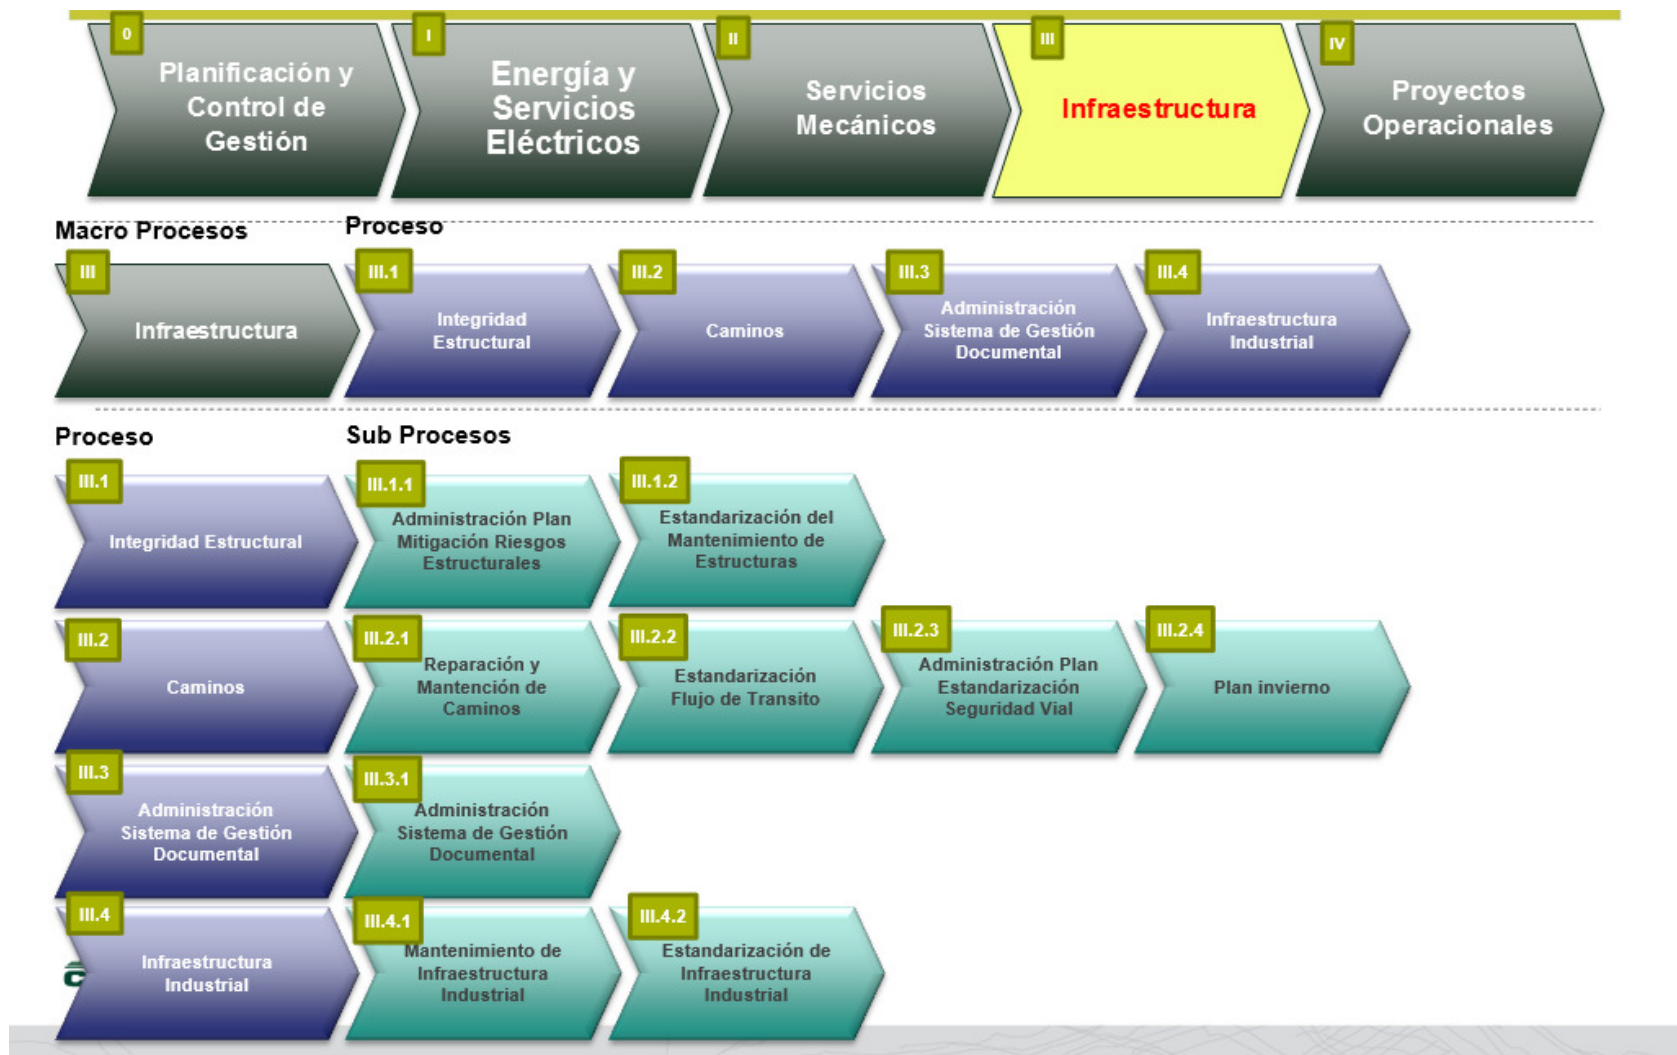 0
Planificación y
Control de
Gestión
I
Energía y
Servicios
Eléctricos
II
Servicios
Mecánicos
III
Infraestructura
IV
Proyectos
Operacionales
Macro Procesos
Proceso
III
Infraestructura
III.1
Integridad
Estructural
III.2
Caminos
III.3
Administración
Sistema de Gestión
Documental
III.4
Infraestructura
Industrial
Proceso
Sub Procesos
III.1
Integridad Estructural
III.1.1
Administración Plan
Mitigación Riesgos
Estructurales
III.1.2
Estandarización del
Mantenimiento de
Estructuras
III.2
Caminos
III.2.1
Reparación y
Mantención de
Caminos
III.2.2
Estandarización
Flujo de Transito
III.2.3
Administración Plan
Estandarización
Seguridad Vial
III.2.4
Plan invierno
III.3
Administración
Sistema de Gestión
Documental
III.3.1
Administración
Sistema de Gestión
Documental
III.4
Infraestructura
Industrial
III.4.1
Mantenimiento de
Infraestructura
Industrial
III.4.2
Estandarización de
Infraestructura
Industrial